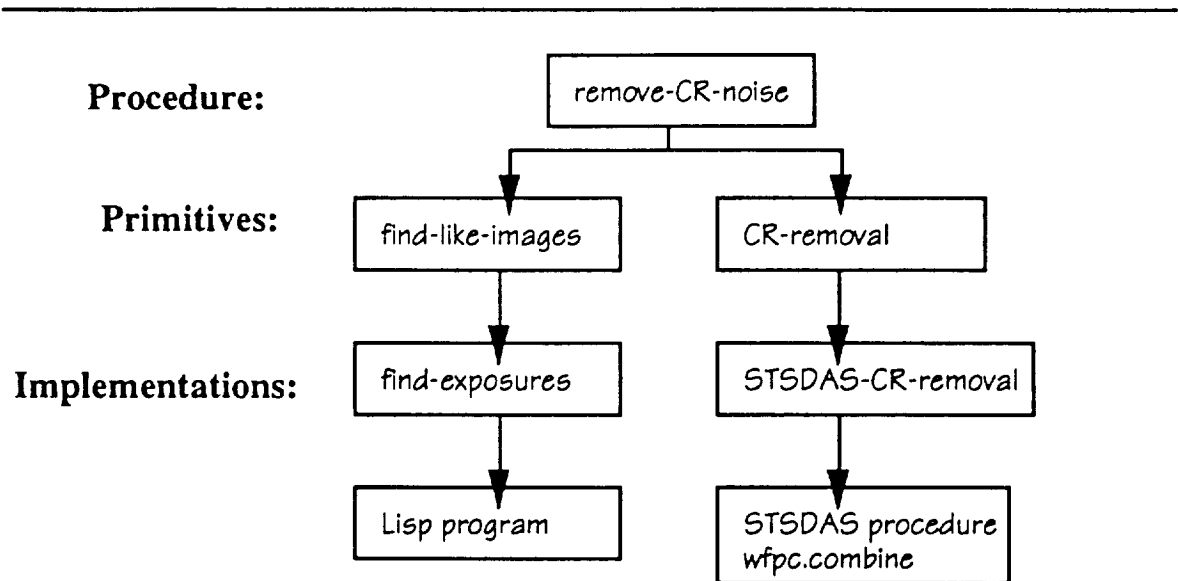 Procedure:
remove-CR-noise
Primitives:
find-like-images
CR-removal
Implementations:
find-exposures
STSDAS-CR-removal
Lisp program
STSDAS procedure
wfpc.combine